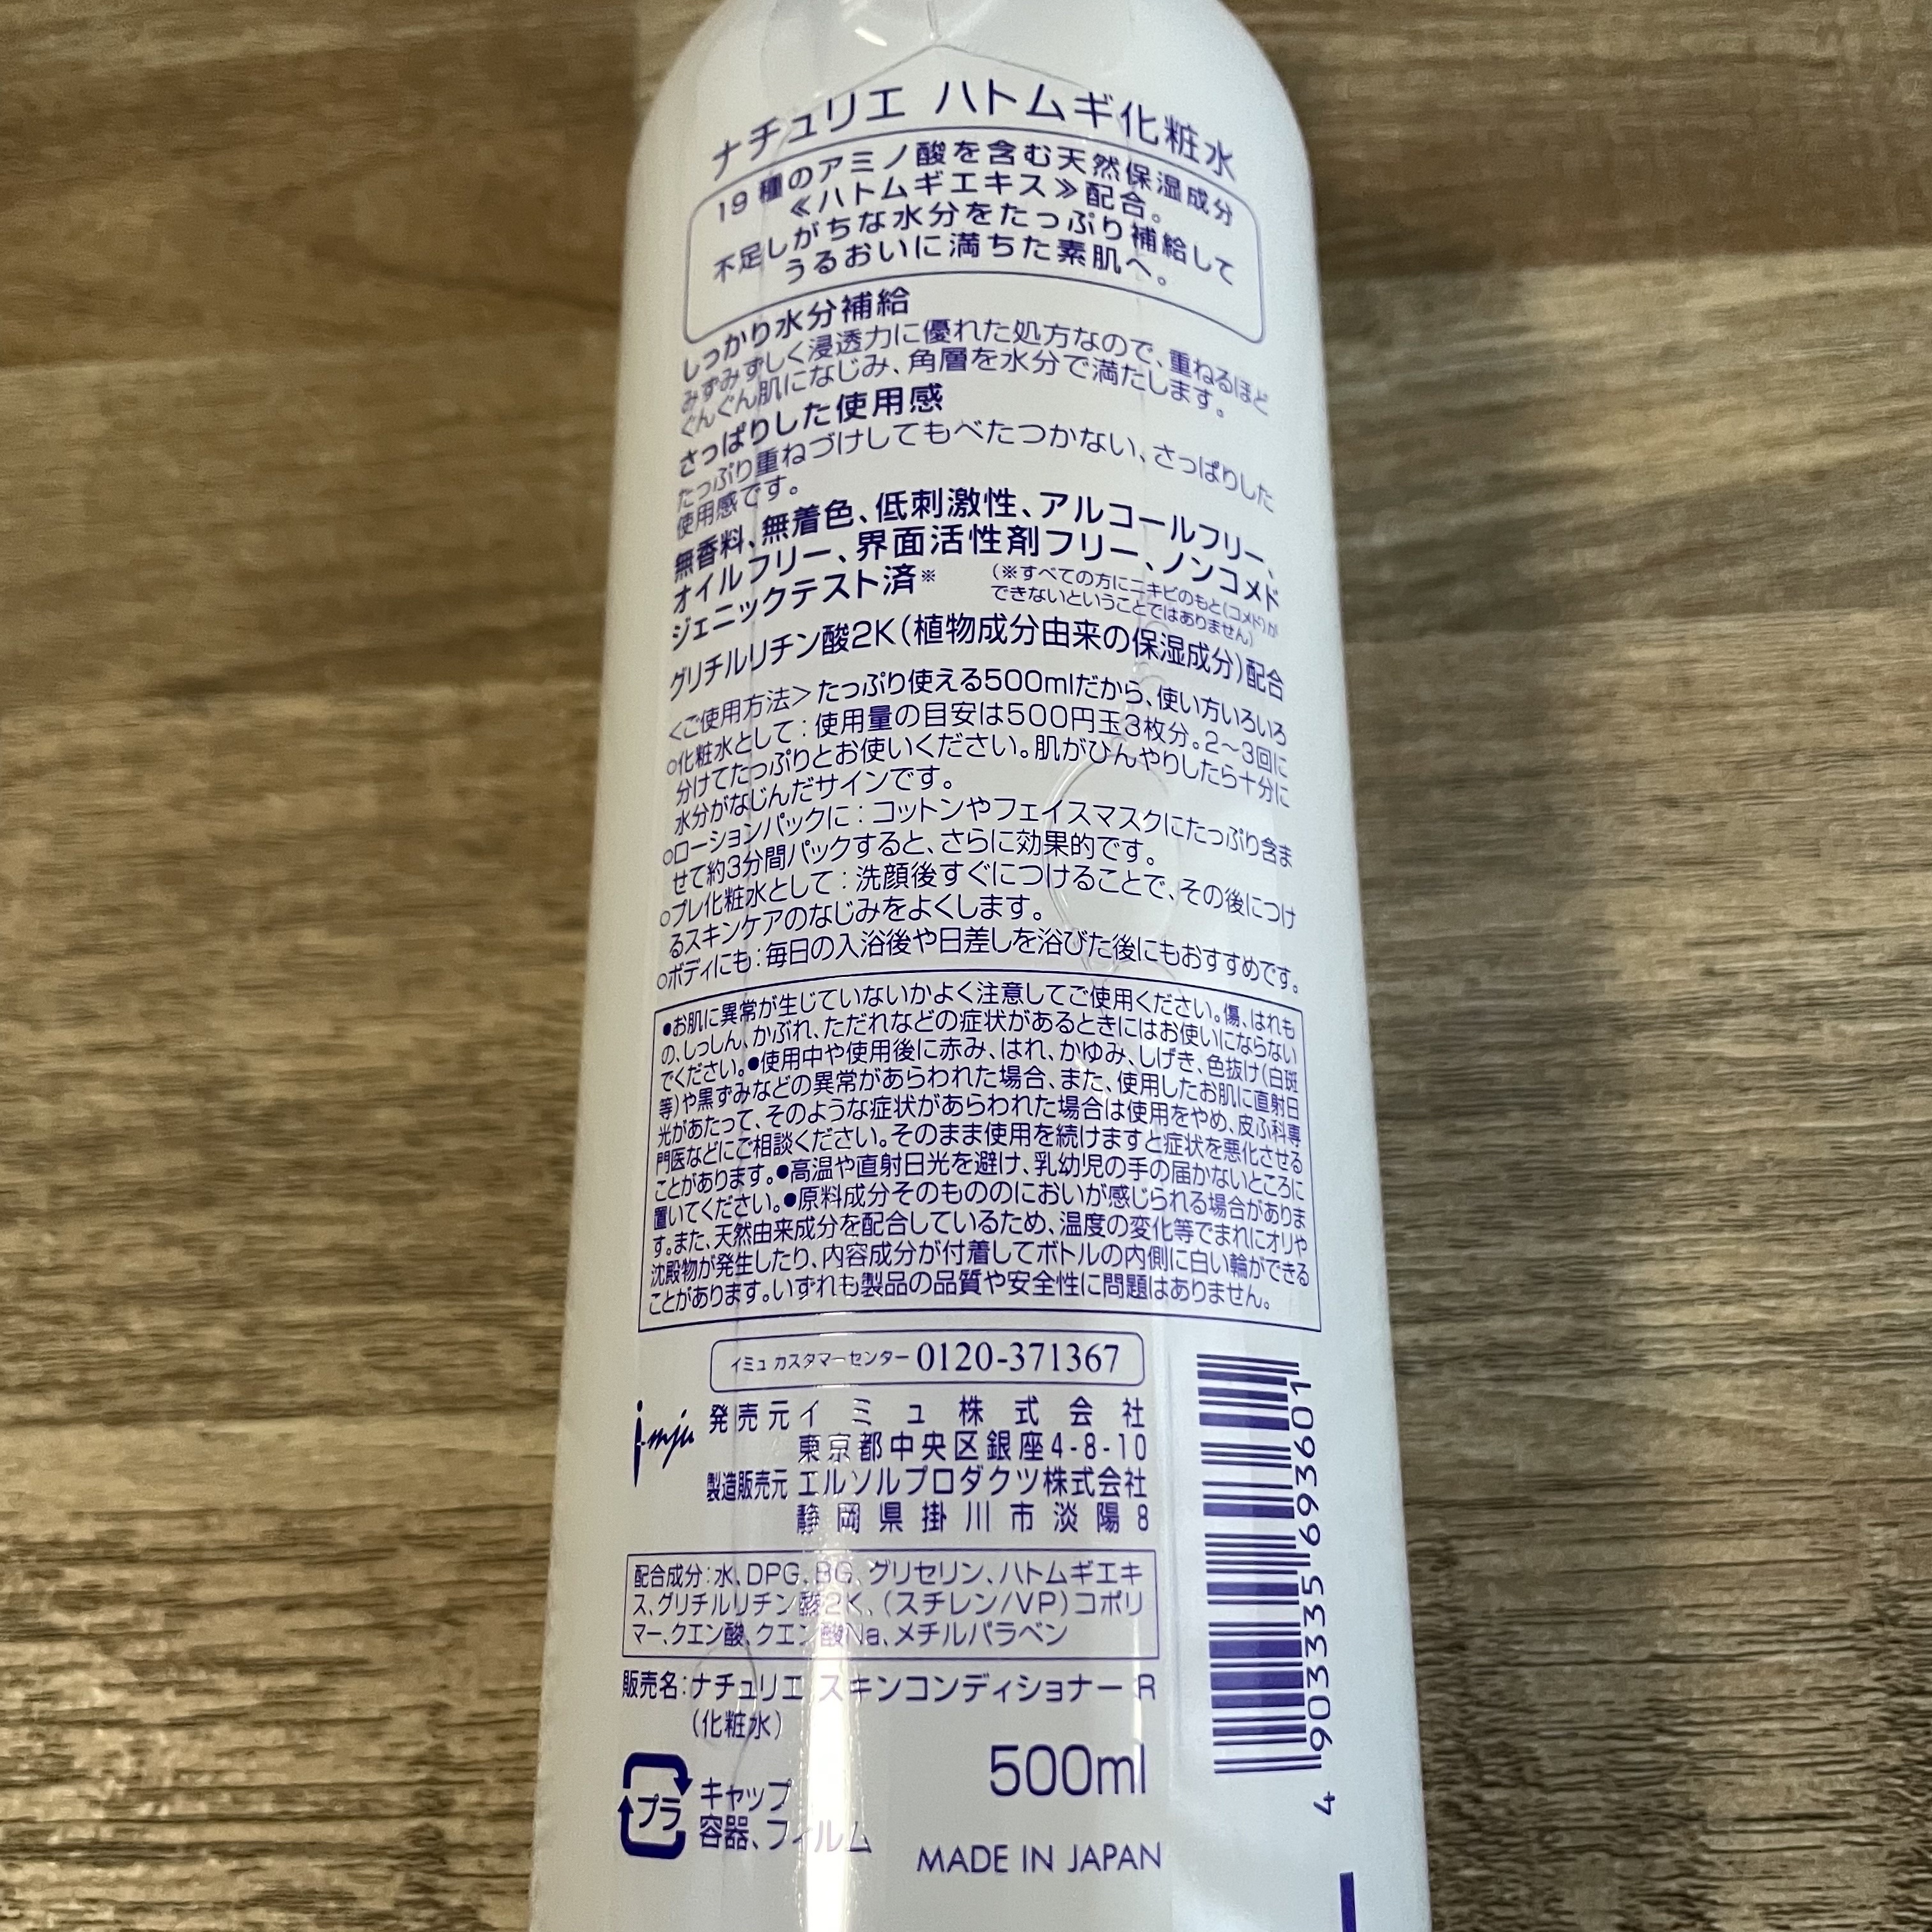 ナチュリエ ハトムギ化粧水
19種のアミノ酸を含む天然保湿成分
≪ハトムギエキス≫配合。
不足しがちな水分をたっぷり補給して
うるおいに満ちた素肌へ。
しっかり水分補給
みずみずしく浸透力に優れた処方なので、重ねるほど
ぐんぐん肌になじみ、角層を水分で満たします。
さっぱりした使用感
たっぷり重ねづけしてもべたつかない、さっぱりした
使用感です。
無香料、無着色、低刺激性、アルコールフリー、
オイルフリー、界面活性剤フリー、ノンコメド
ジェニックテスト済※
(※すべての方にニキビのもと(コメド)が
できないということではありません)
グリチルリチン酸2K(植物成分由来の保湿成分)配合
<ご使用方法>たっぷり使える500mlだから、使い方いろいろ
○化粧水として:使用量の目安は500円玉3枚分。2〜3回に
分けてたっぷりとお使いください。肌がひんやりしたら十分に
水分がなじんだサインです。
○ローションパックに:コットンやフェイスマスクにたっぷり含ま
せて約3分間パックすると、さらに効果的です。
○プレ化粧水として:洗顔後すぐにつけることで、その後につけ
るスキンケアのなじみをよくします。
○ボディにも:毎日の入浴後や日差しを浴びた後にもおすすめです。
●お肌に異常が生じていないかよく注意してご使用ください。傷、はれも
の、しっしん、かぶれ、ただれなどの症状があるときにはお使いにならない
でください。●使用中や使用後に赤み、はれ、かゆみ、しげき、色抜け(白斑
等)や黒ずみなどの異常があらわれた場合、また、使用したお肌に直射日
光があたって、そのような症状があらわれた場合は使用をやめ、皮ふ科専
門医などにご相談ください。そのまま使用を続けますと症状を悪化させる
ことがあります。●高温や直射日光を避け、乳幼児の手の届かないところに
置いてください。●原料成分そのもののにおいが感じられる場合がありま
す。また、天然由来成分を配合しているため、温度の変化等でまれにオリや
沈殿物が発生したり、内容成分が付着してボトルの内側に白い輪ができる
ことがあります。いずれも製品の品質や安全性に問題はありません。
イミュ カスタマーセンター 0120-371367
imju
発売元 イミュ株式会社
東京都中央区銀座4-8-10
製造販売元 エルソルプロダクツ株式会社
静岡県掛川市淡陽8
配合成分:水、DPG、BG、グリセリン、ハトムギエキ
ス、グリチルリチン酸2K、(スチレン/VP)コポリ
マー、クエン酸、クエン酸Na、メチルパラベン
販売名:ナチュリエ スキンコンディショナー R
(化粧水)
プラ
キャップ
容器、フィルム
500ml
MADE IN JAPAN
4903335693601